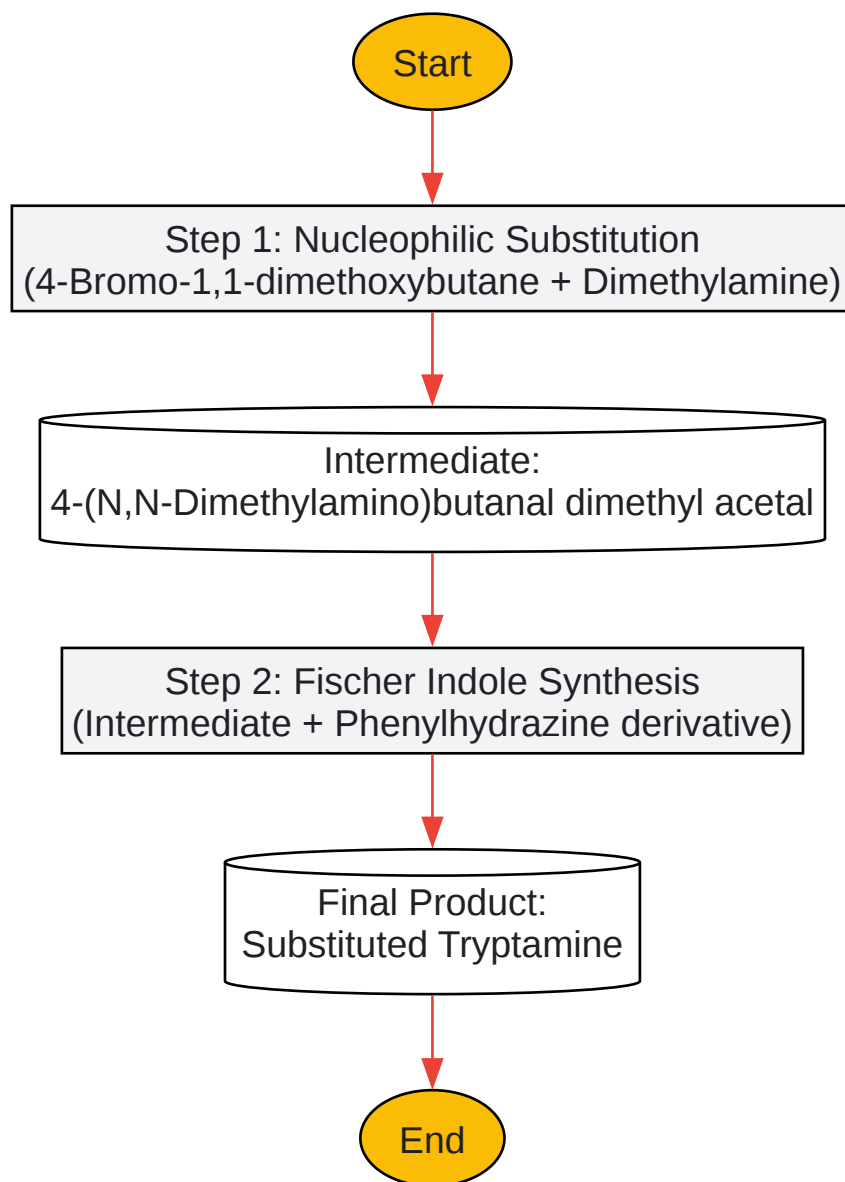 Start
Step 1: Nucleophilic Substitution
(4-Bromo-1,1-dimethoxybutane + Dimethylamine)
Intermediate:
4-(N,N-Dimethylamino)butanal dimethyl acetal
Step 2: Fischer Indole Synthesis
(Intermediate + Phenylhydrazine derivative)
Final Product:
Substituted Tryptamine
End